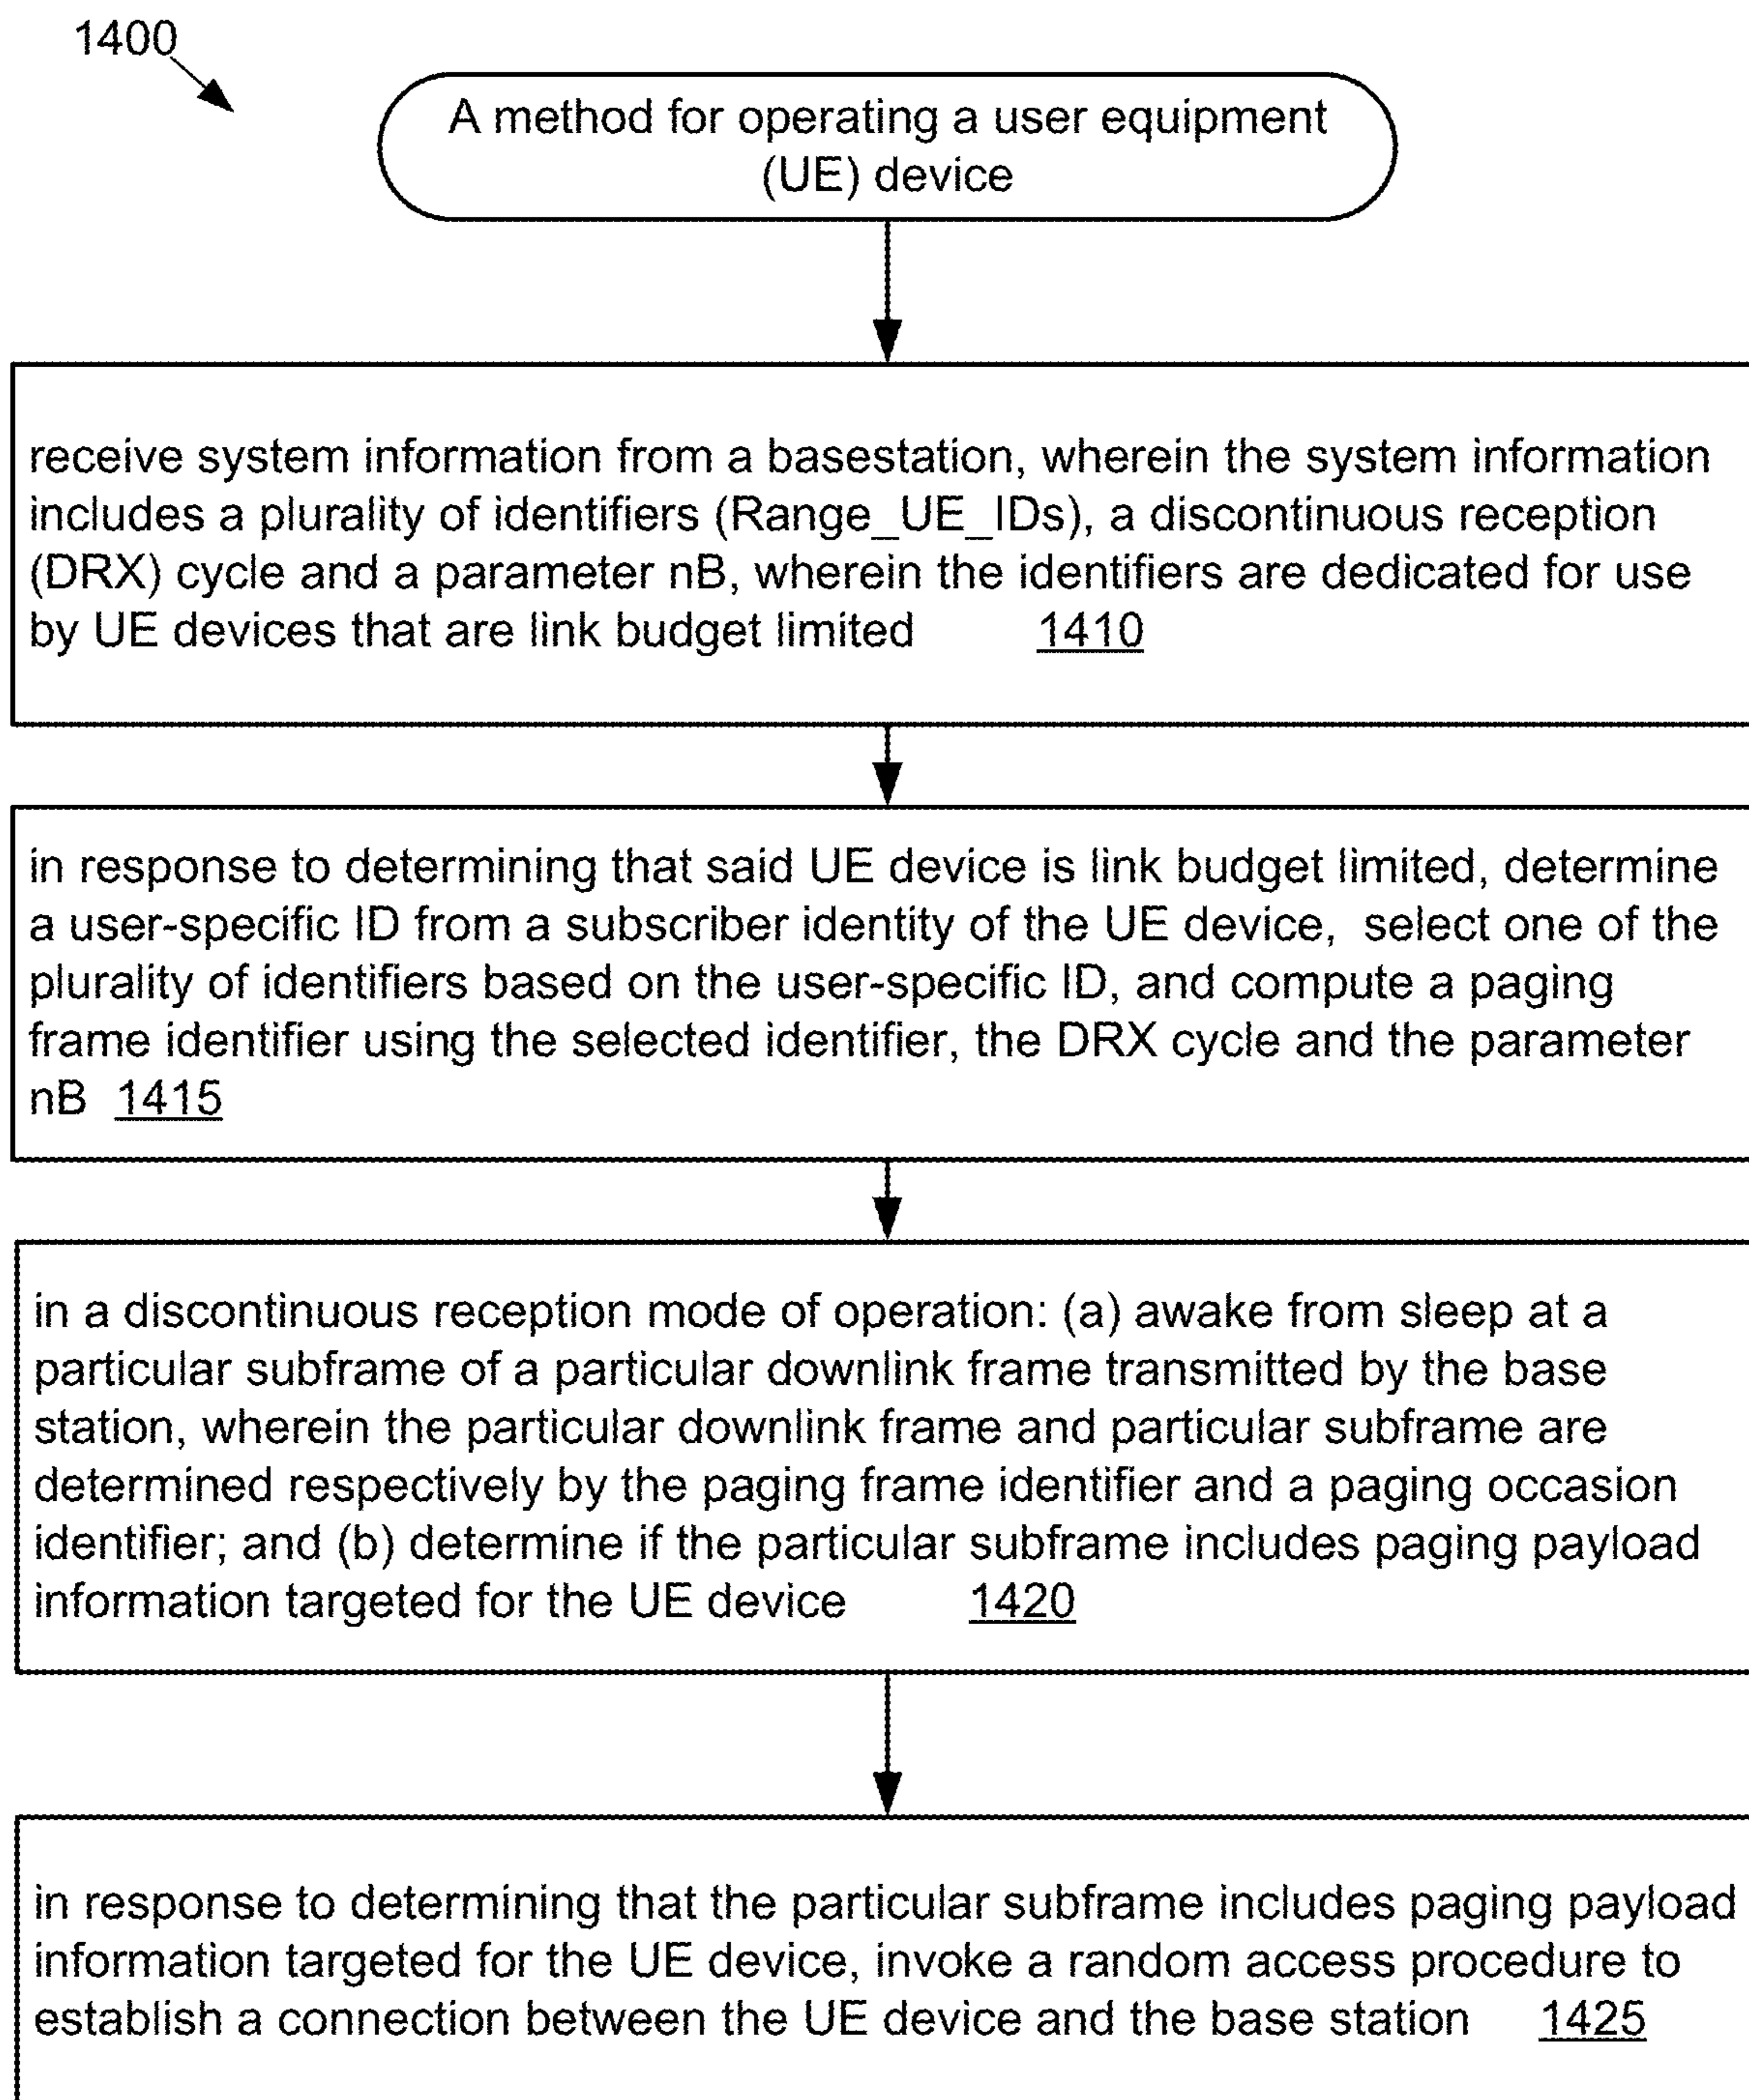 1400
A method for operating a user equipment
(UE) device
receive system information from a basestation, wherein the system information
includes a plurality of identifiers (Range_UE_IDs), a discontinuous reception
(DRX) cycle and a parameter nB, wherein the identifiers are dedicated for use
by UE devices that are link budget limited 1410
in response to determining that said UE device is link budget limited, determine
a user-specific ID from a subscriber identity of the UE device, select one of the
plurality of identifiers based on the user-specific ID, and compute a paging
frame identifier using the selected identifier, the DRX cycle and the parameter
nB 1415
in a discontinuous reception mode of operation: (a) awake from sleep at a
particular subframe of a particular downlink frame transmitted by the base
station, wherein the particular downlink frame and particular subframe are
determined respectively by the paging frame identifier and a paging occasion
identifier; and (b) determine if the particular subframe includes paging payload
information targeted for the UE device 1420
in response to determining that the particular subframe includes paging payload
information targeted for the UE device, invoke a random access procedure to
establish a connection between the UE device and the base station 1425